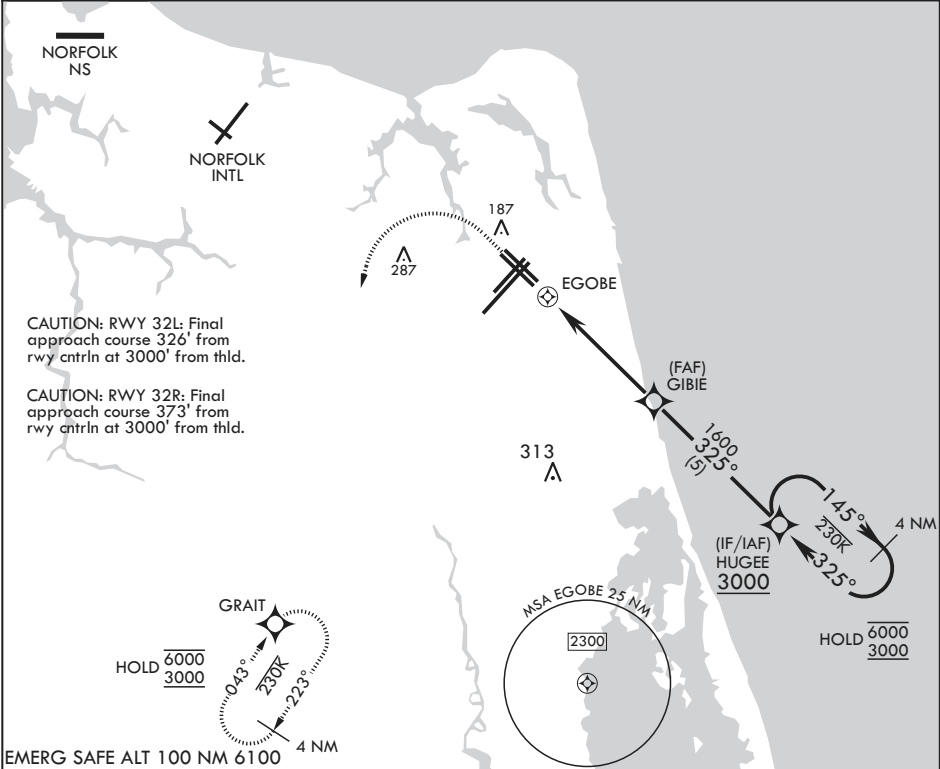 NORFOLK
NS
NORFOLK
INTL
187
287
EGOBE
CAUTION: RWY 32L: Final
approach course 326' from
rwy cntrln at 3000' from thld.
CAUTION: RWY 32R: Final
approach course 373' from
rwy cntrln at 3000' from thld.
(FAF)
GIBIE
1600
325°
(5)
313
145°
230K
325°
4 NM
(IF/IAF)
HUGEE
3000
HOLD 6000
3000
MSA EGOBE 25 NM
2300
GRAIT
HOLD 6000
3000
043°
230K
223°
4 NM
EMERG SAFE ALT 100 NM 6100